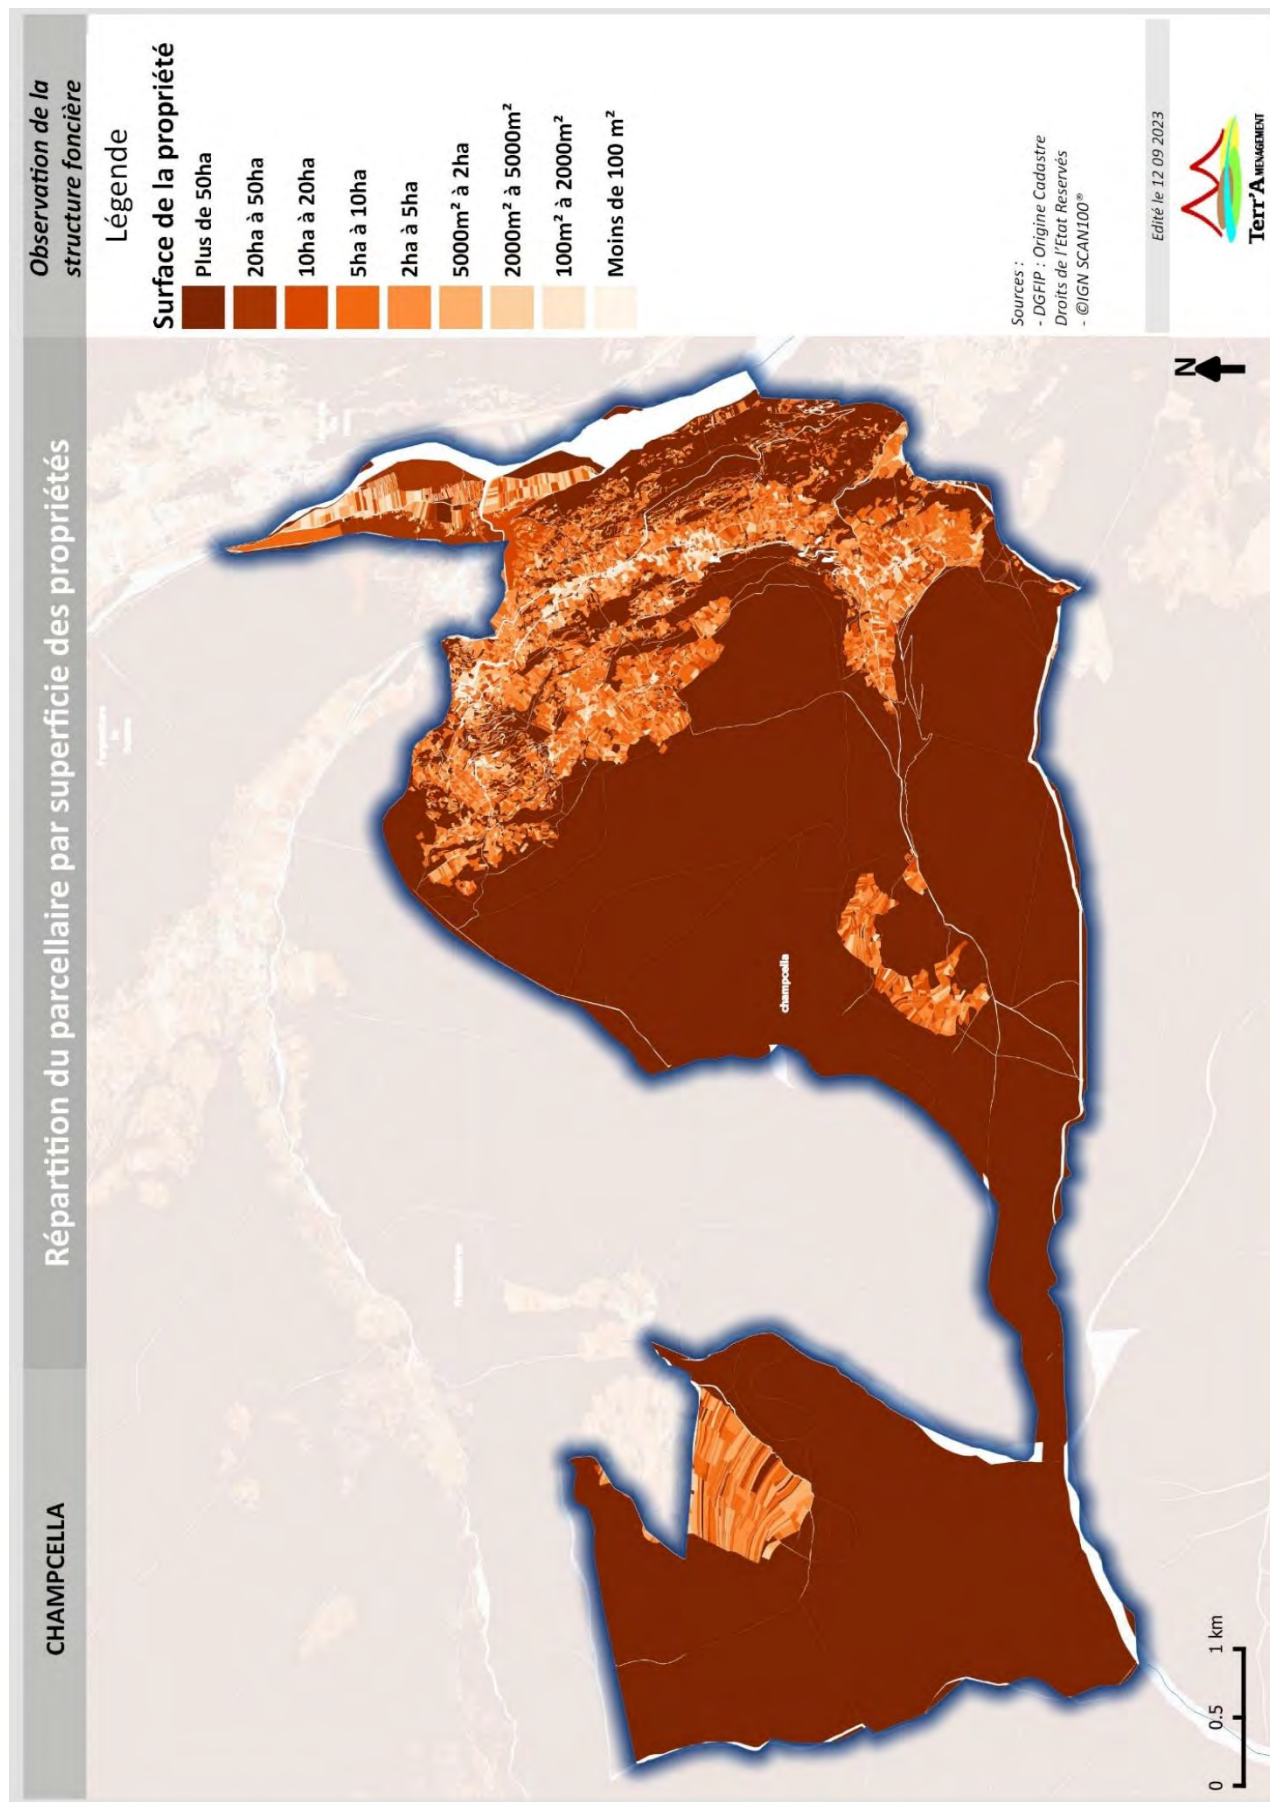 CHAMPCELLA
Répartition du parcellaire par superficie des propriétés
Observation de la
structure foncière
Légende
Surface de la propriété
Plus de 50ha
20ha à 50ha
10ha à 20ha
5ha à 10ha
2ha à 5ha
5000m² à 2ha
2000m² à 5000m²
100m² à 2000m²
Moins de 100 m²
champcella
N
0 0.5 1 km
Sources :
- DGFIP : Origine Cadastre
Droits de l'Etat Reservés
- ©IGN SCAN100®
Edité le 12 09 2023
Terr'AMENAGEMENT